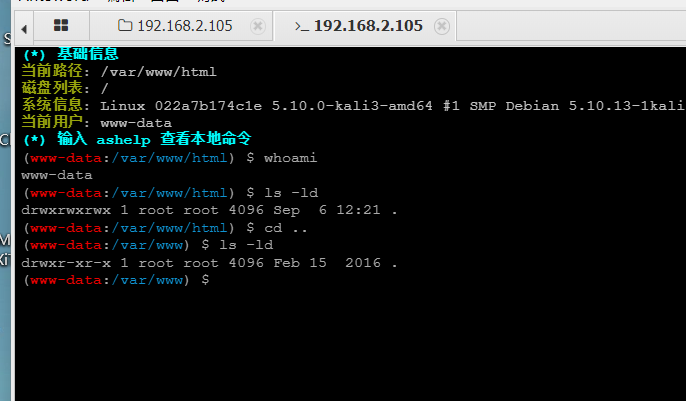 192.168.2.105
>_ 192.168.2.105
(*) 基础信息
当前路径: /var/www/html
磁盘列表: /
系统信息: Linux 022a7b174c1e 5.10.0-kali3-amd64 #1 SMP Debian 5.10.13-1kali
当前用户: www-data
(*) 输入 ashelp 查看本地命令
(www-data:/var/www/html) $ whoami
www-data
(www-data:/var/www/html) $ ls -ld
drwxrwxrwx 1 root root 4096 Sep  6 12:21 .
(www-data:/var/www/html) $ cd ..
(www-data:/var/www) $ ls -ld
drwxr-xr-x 1 root root 4096 Feb 15  2016 .
(www-data:/var/www) $